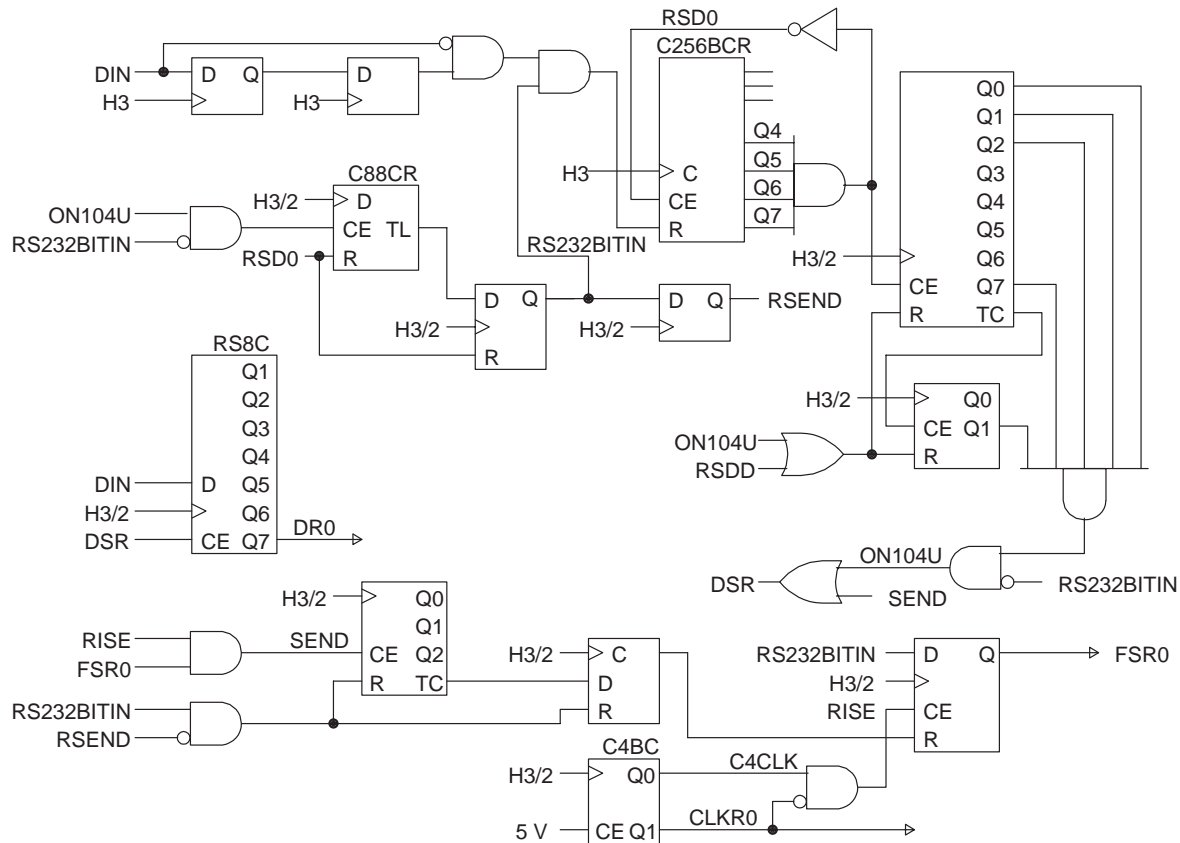 RSD0
C256BCR
DIN
D Q
D
H3
H3
Q0
Q1
Q2
Q3
Q4
Q5
Q6
Q7
TC
CE
R
H3/2
Q4
Q5
Q6
Q7
H3
C
CE
R
C88CR
H3/2
D
ON104U
CE TL
RS232BITIN
RSD0
R
RS232BITIN
D Q
H3/2
R
D Q
RSEND
H3/2
RS8C
Q1
Q2
Q3
Q4
DIN
D Q5
H3/2
Q6
DSR
CE Q7
DR0
H3/2
Q0
CE Q1
R
ON104U
RSDD
ON104U
DSR
SEND
RS232BITIN
H3/2
Q0
Q1
RISE
FSR0
SEND
CE Q2
R TC
RS232BITIN
RSEND
H3/2
C
D
R
RS232BITIN
D Q
FSR0
H3/2
RISE
CE
R
C4BC
H3/2
Q0
C4CLK
5 V
CE Q1
CLKR0